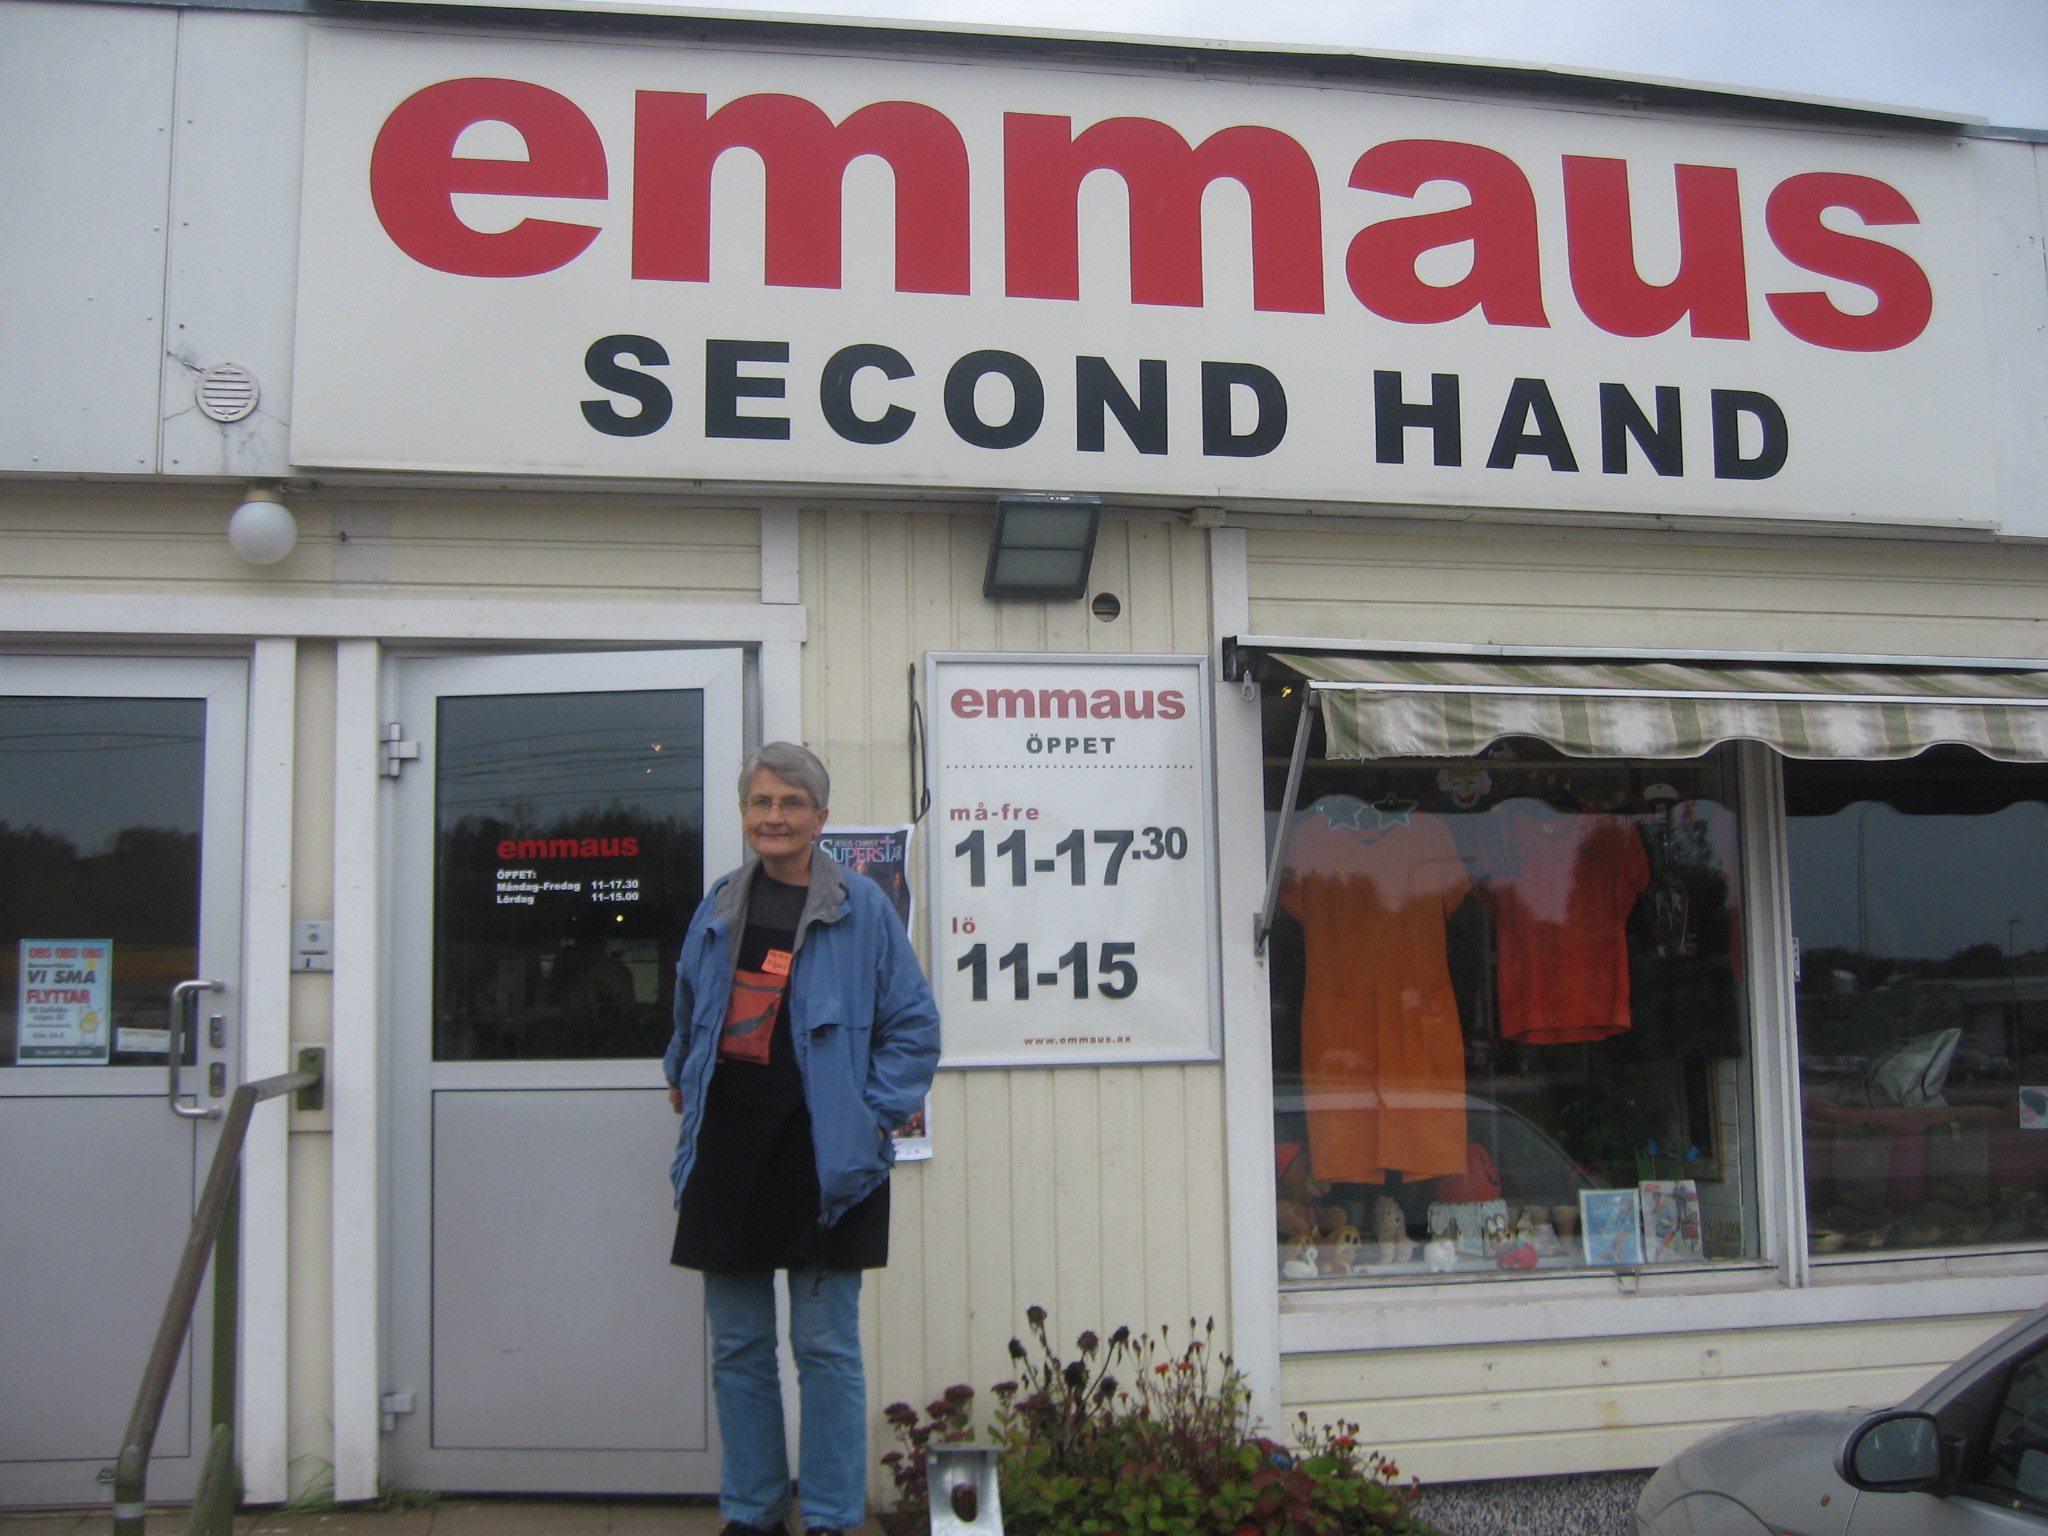 emmaus
SECOND HAND
emmaus
ÖPPET
må-fre
11-17.30
lö
11-15
www.emmaus.ax
emmaus
ÖPPET:
Måndag-Fredag 11-17.30
Lördag 11-15.00
JESUS CHRIST
SUPERSTAR
OBS OBS OBS
VI SMA
FLYTTAR